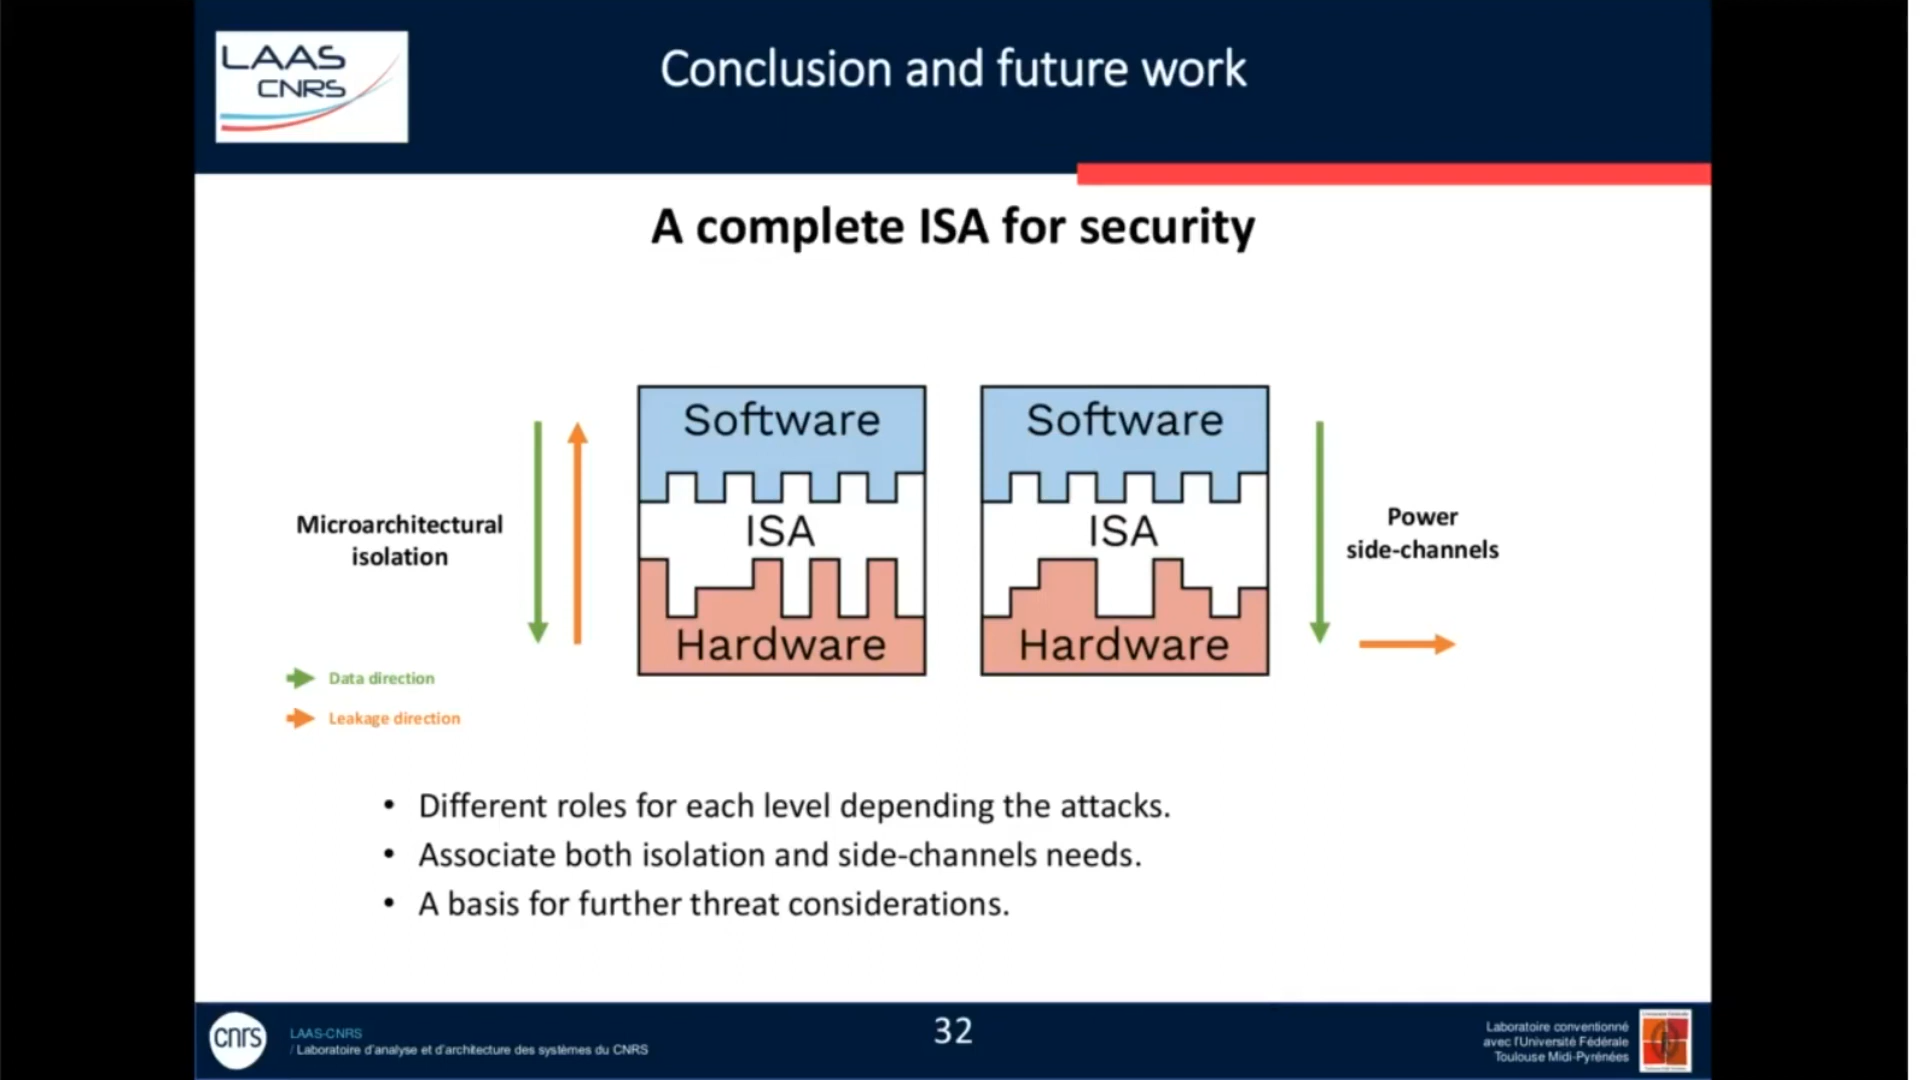 LAAS
CNRS
Conclusion and future work
A complete ISA for security
Microarchitectural
isolation
Software
ISA
Hardware
Software
ISA
Hardware
Power
side-channels
Data direction
Leakage direction
• Different roles for each level depending the attacks.
• Associate both isolation and side-channels needs.
• A basis for further threat considerations.
cnrs
LAAS-CNRS
/ Laboratoire d'analyse et d'architecture des systèmes du CNRS
32
Laboratoire conventionné
avec l'Université Fédérale
Toulouse Midi-Pyrénées